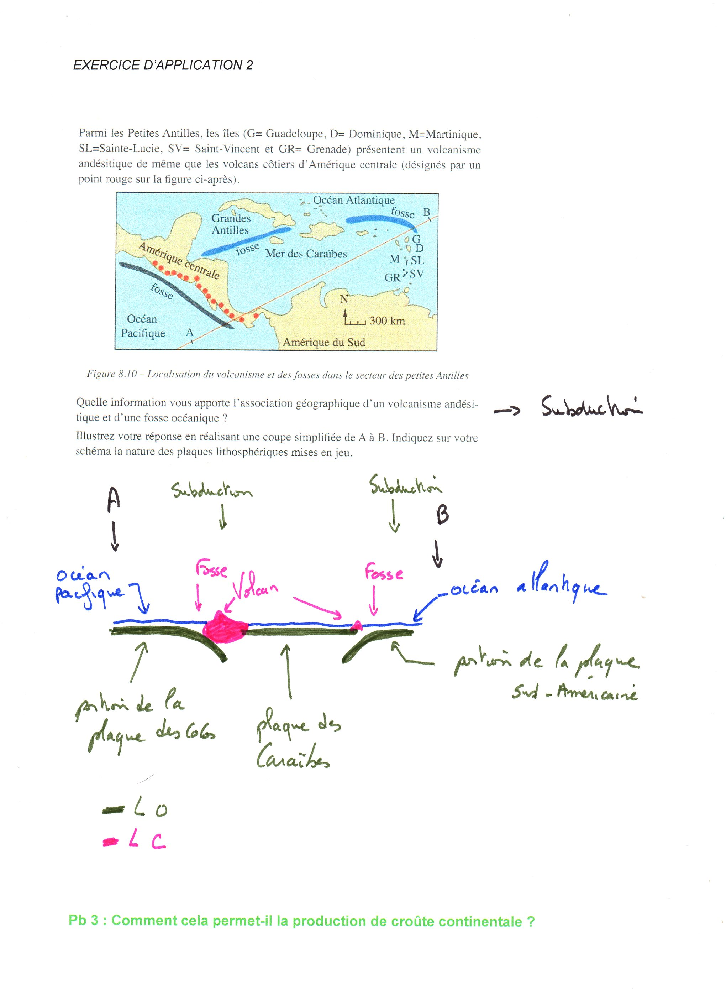 EXERCICE D'APPLICATION 2
Parmi les Petites Antilles, les îles (G= Guadeloupe, D= Dominique, M=Martinique,
SL=Sainte-Lucie, SV= Saint-Vincent et GR= Grenade) présentent un volcanisme
andésitique de même que les volcans côtiers d'Amérique centrale (désignés par un
point rouge sur la figure ci-après).
Océan Atlantique
fosse B
Grandes
Antilles
fosse
Mer des Caraïbes
G
D
M SL
GR SV
Amérique centrale
fosse
N
300 km
Océan
Pacifique
A
Amérique du Sud
Figure 8.10 – Localisation du volcanisme et des fosses dans le secteur des petites Antilles
Quelle information vous apporte l'association géographique d'un volcanisme andési-
tique et d'une fosse océanique ?
→ Subduction
Illustrez votre réponse en réalisant une coupe simplifiée de A à B. Indiquez sur votre
schéma la nature des plaques lithosphériques mises en jeu.
A
Subduction
Subduction
B
Océan
pacifique
Fosse
Volcan
Fosse
océan atlantique
portion de la
plaque des Cocos
plaque des
Caraïbes
portion de la plaque
Sud-Américaine
- L O
- L C
Pb 3 : Comment cela permet-il la production de croûte continentale ?